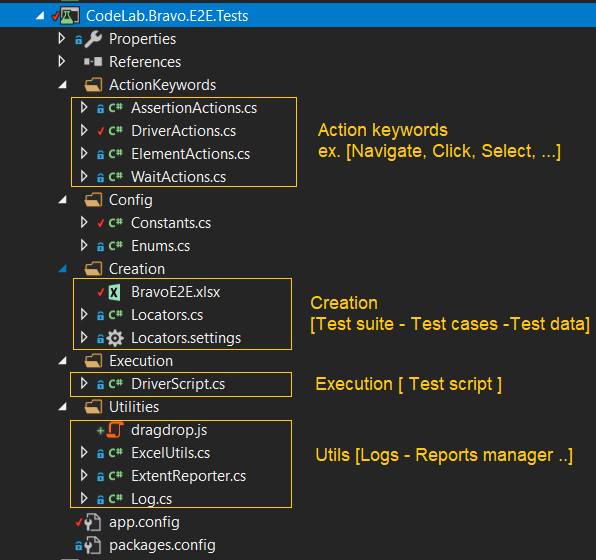 CodeLab.Bravo.E2E.Tests
Properties
References
ActionKeywords
C# AssertionActions.cs
C# DriverActions.cs
Action keywords
ex. [Navigate, Click, Select, ...]
C# ElementActions.cs
C# WaitActions.cs
Config
C# Constants.cs
C# Enums.cs
Creation
BravoE2E.xlsx
C# Locators.cs
Locators.settings
Creation
[Test suite - Test cases -Test data]
Execution
C# DriverScript.cs
Execution [ Test script ]
Utilities
dragdrop.js
C# ExcelUtils.cs
Utils [Logs - Reports manager ..]
C# ExtentReporter.cs
C# Log.cs
app.config
packages.config